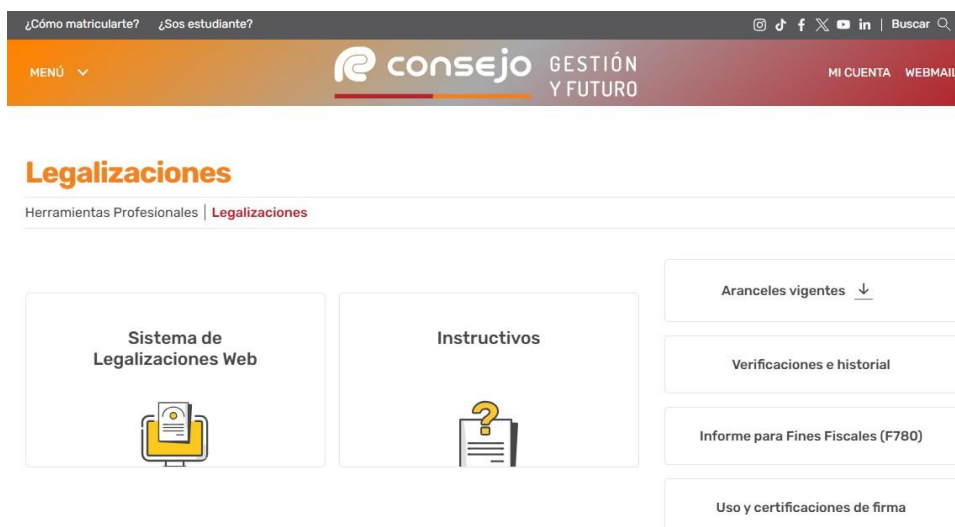 ¿Cómo matricularte? ¿Sos estudiante? Buscar
MENÚ consejo GESTIÓN Y FUTURO MI CUENTA WEBMAIL
Legalizaciones
Herramientas Profesionales | Legalizaciones
Sistema de
Legalizaciones Web
Instructivos
Aranceles vigentes
Verificaciones e historial
Informe para Fines Fiscales (F780)
Uso y certificaciones de firma